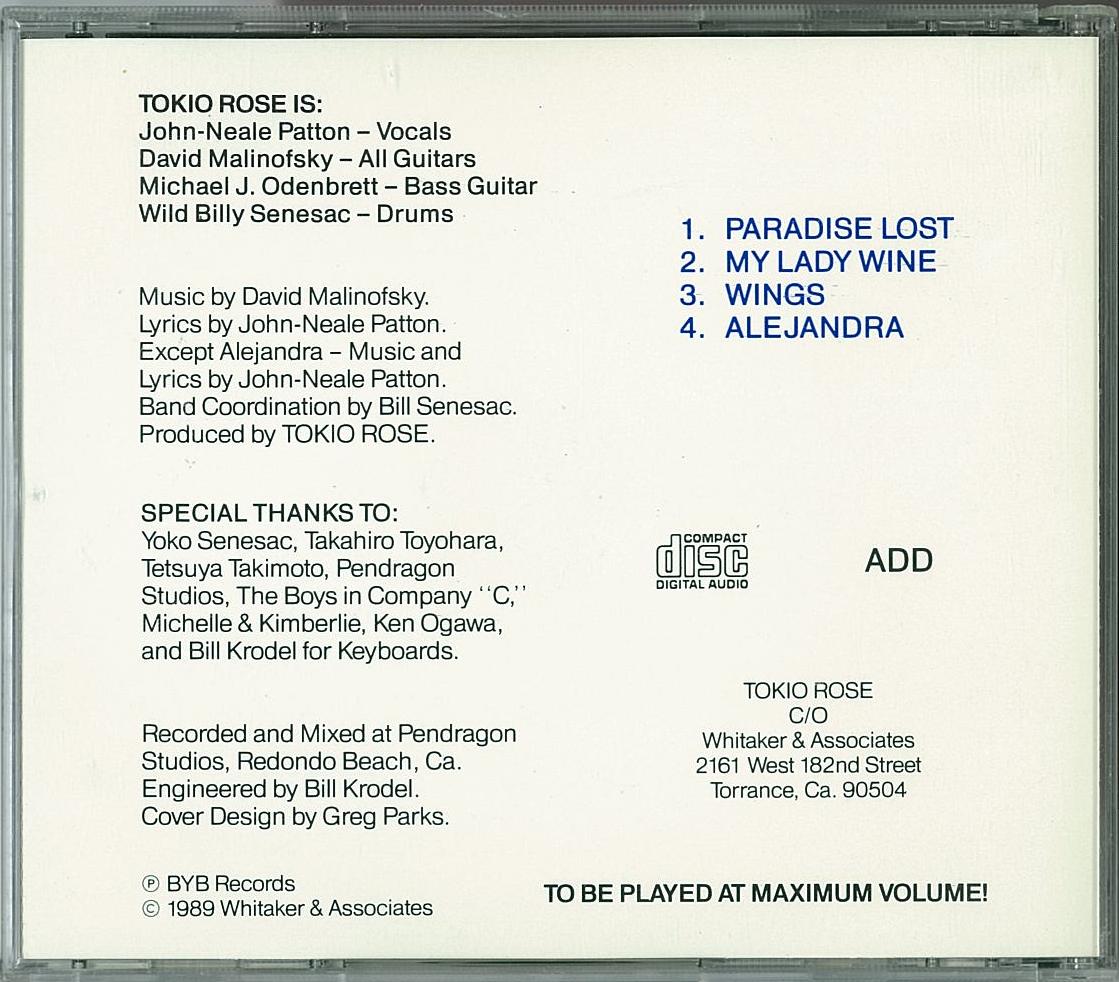 TOKIO ROSE IS:
John-Neale Patton – Vocals
David Malinofsky – All Guitars
Michael J. Odenbrett – Bass Guitar
Wild Billy Senesac – Drums
Music by David Malinofsky.
Lyrics by John-Neale Patton.
Except Alejandra – Music and
Lyrics by John-Neale Patton.
Band Coordination by Bill Senesac.
Produced by TOKIO ROSE.
SPECIAL THANKS TO:
Yoko Senesac, Takahiro Toyohara,
Tetsuya Takimoto, Pendragon
Studios, The Boys in Company ‘‘C,’’
Michelle & Kimberlie, Ken Ogawa,
and Bill Krodel for Keyboards.
Recorded and Mixed at Pendragon
Studios, Redondo Beach, Ca.
Engineered by Bill Krodel.
Cover Design by Greg Parks.
℗ BYB Records
© 1989 Whitaker & Associates
1. PARADISE LOST
2. MY LADY WINE
3. WINGS
4. ALEJANDRA
COMPACT
disc
DIGITAL AUDIO
ADD
TOKIO ROSE
C/O
Whitaker & Associates
2161 West 182nd Street
Torrance, Ca. 90504
TO BE PLAYED AT MAXIMUM VOLUME!